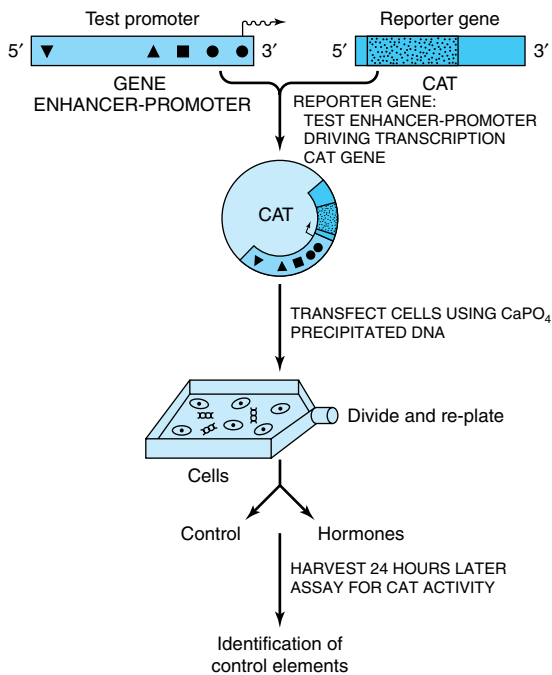 Test promoter
Reporter gene
5′ 3′ 5′ 3′
GENE
ENHANCER-PROMOTER
CAT
REPORTER GENE:
TEST ENHANCER-PROMOTER
DRIVING TRANSCRIPTION
CAT GENE
CAT
TRANSFECT CELLS USING CaPO₄
PRECIPITATED DNA
Divide and re-plate
Cells
Control
Hormones
HARVEST 24 HOURS LATER
ASSAY FOR CAT ACTIVITY
Identification of
control elements